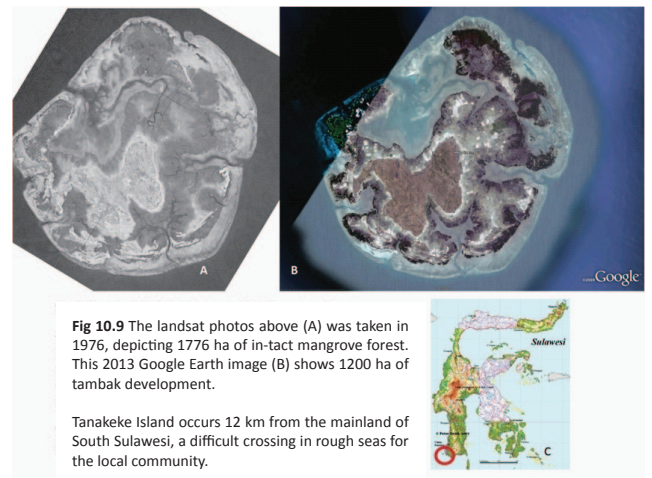 A
B
Google
Fig 10.9 The landsat photos above (A) was taken in
1976, depicting 1776 ha of in-tact mangrove forest.
This 2013 Google Earth image (B) shows 1200 ha of
tambak development.
Tanakeke Island occurs 12 km from the mainland of
South Sulawesi, a difficult crossing in rough seas for
the local community.
Sulawesi
C